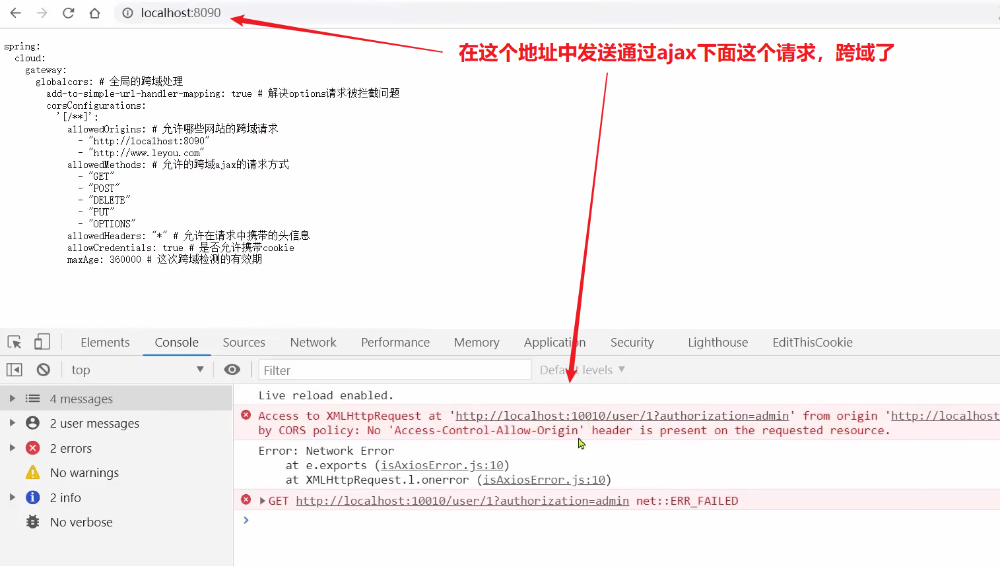 localhost:8090
在这个地址中发送通过ajax下面这个请求，跨域了
spring:
cloud:
gateway:
globalcors: # 全局的跨域处理
add-to-simple-url-handler-mapping: true # 解决options请求被拦截问题
corsConfigurations:
'[/**]':
allowedOrigins: # 允许哪些网站的跨域请求
- "http://localhost:8090"
- "http://www.leyou.com"
allowedMethods: # 允许的跨域ajax的请求方式
- "GET"
- "POST"
- "DELETE"
- "PUT"
- "OPTIONS"
allowedHeaders: "*" # 允许在请求中携带的头信息
allowCredentials: true # 是否允许携带cookie
maxAge: 360000 # 这次跨域检测的有效期
Elements Console Sources Network Performance Memory Application Security Lighthouse EditThisCookie
top Filter Default levels
4 messages
2 user messages
2 errors
No warnings
2 info
No verbose
Live reload enabled.
Access to XMLHttpRequest at 'http://localhost:10010/user/1?authorization=admin' from origin 'http://localhost
by CORS policy: No 'Access-Control-Allow-Origin' header is present on the requested resource.
Error: Network Error
at e.exports (isAxiosError.js:10)
at XMLHttpRequest.l.onerror (isAxiosError.js:10)
GET http://localhost:10010/user/1?authorization=admin net::ERR_FAILED